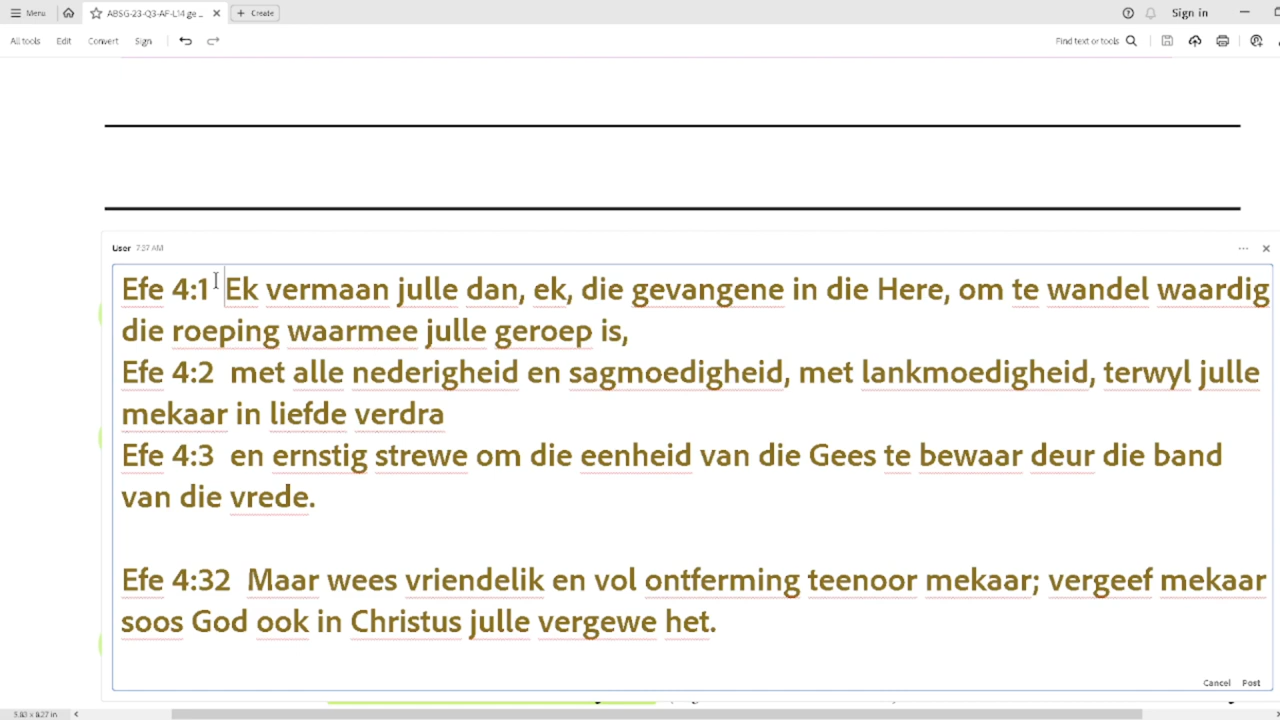 Menu ABSG-23-Q3-AF-L14 ge ... Create Sign in
All tools Edit Convert Sign Find text or tools
User 7:37 AM
Efe 4:1 Ek vermaan julle dan, ek, die gevangene in die Here, om te wandel waardig
die roeping waarmee julle geroep is,
Efe 4:2 met alle nederigheid en sagmoedigheid, met lankmoedigheid, terwyl julle
mekaar in liefde verdra
Efe 4:3 en ernstig strewe om die eenheid van die Gees te bewaar deur die band
van die vrede.
Efe 4:32 Maar wees vriendelik en vol ontferming teenoor mekaar; vergeef mekaar
soos God ook in Christus julle vergewe het.
Cancel Post